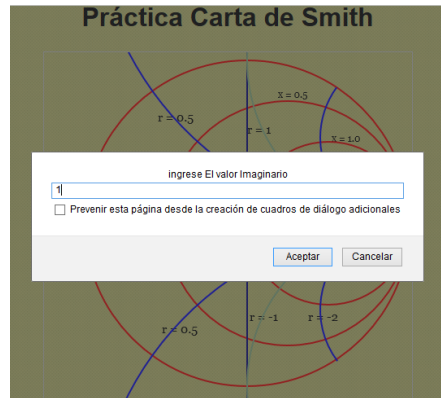 Práctica Carta de Smith
x = 0.5
r = 0.5
r = 1
x = 1.0
ingrese El valor Imaginario
1
Prevenir esta página desde la creación de cuadros de diálogo adicionales
Aceptar Cancelar
r = -1 r = -2
r = 0.5